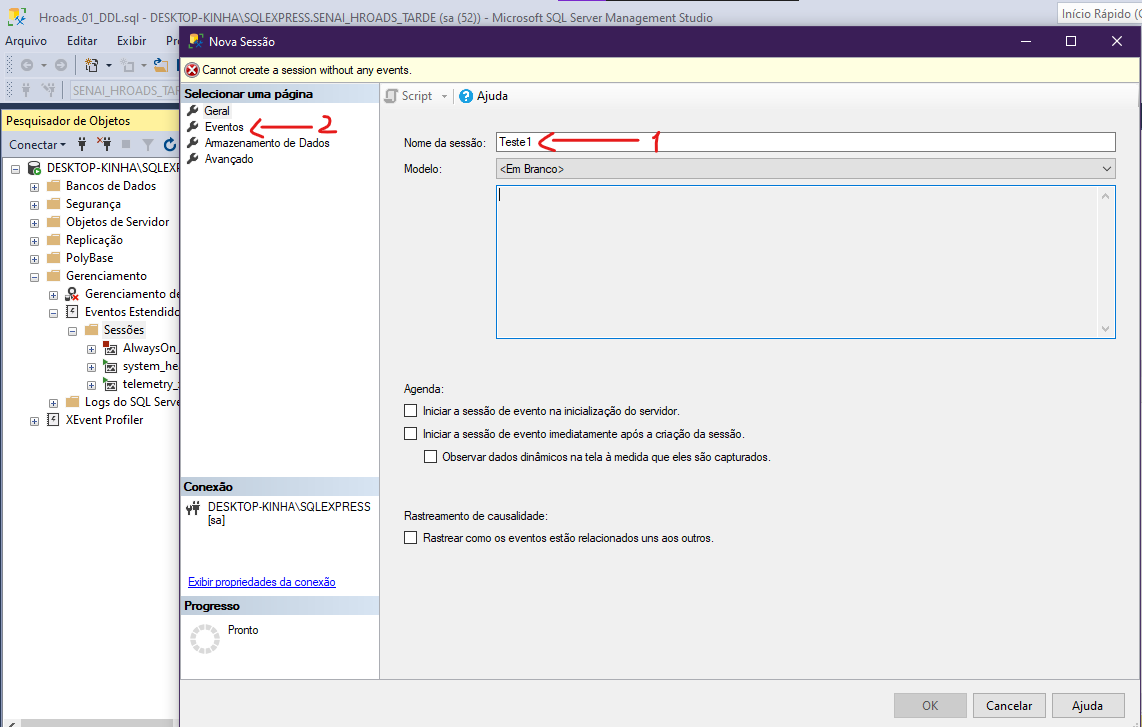 Hroads_01_DDL.sql - DESKTOP-KINHA\SQLEXPRESS.SENAI_HROADS_TARDE (sa (52)) - Microsoft SQL Server Management Studio
Início Rápido (C
Arquivo Editar Exibir
SENAI_HROADS_TAR
Pesquisador de Objetos
Conectar
DESKTOP-KINHA\SQLEXP
Bancos de Dados
Segurança
Objetos de Servidor
Replicação
PolyBase
Gerenciamento
Gerenciamento de
Eventos Estendido
Sessões
AlwaysOn_
system_he
telemetry_
Logs do SQL Serve
XEvent Profiler
Nova Sessão
Cannot create a session without any events.
Selecionar uma página
Geral
Eventos
2
Armazenamento de Dados
Avançado
Conexão
DESKTOP-KINHA\SQLEXPRESS
[sa]
Exibir propriedades da conexão
Progresso
Pronto
Script Ajuda
Nome da sessão: Teste1
1
Modelo: <Em Branco>
Agenda:
Iniciar a sessão de evento na inicialização do servidor.
Iniciar a sessão de evento imediatamente após a criação da sessão.
Observar dados dinâmicos na tela à medida que eles são capturados.
Rastreamento de causalidade:
Rastrear como os eventos estão relacionados uns aos outros.
OK Cancelar Ajuda